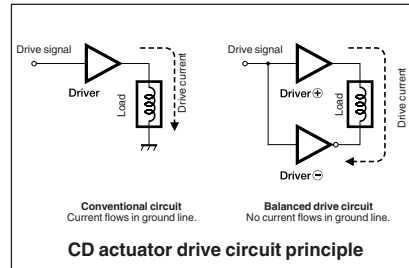 Drive signal
Driver
Load
Drive current
Conventional circuit
Current flows in ground line.
Drive signal
Driver ⊕
Load
Drive current
Driver ⊖
Balanced drive circuit
No current flows in ground line.
CD actuator drive circuit principle